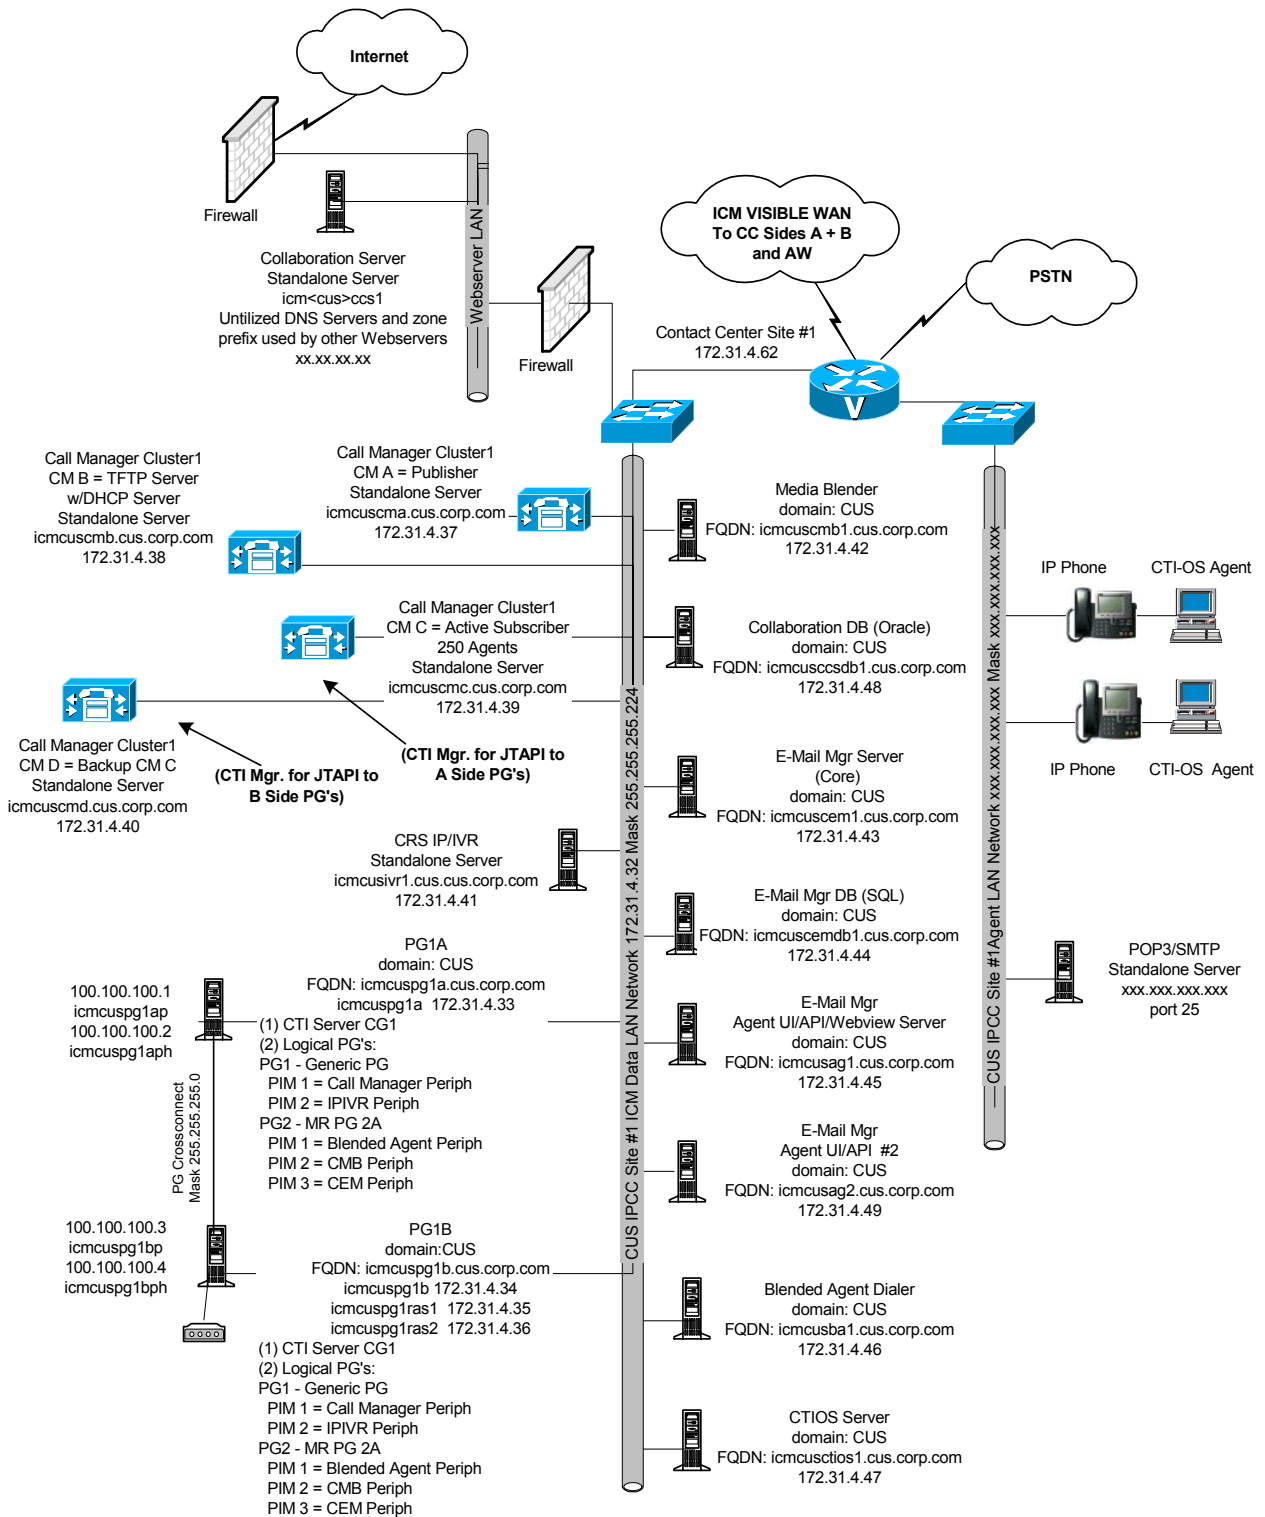 Internet
Firewall
Collaboration Server
Standalone Server
icm<cus>ccs1
Untilized DNS Servers and zone
prefix used by other Webservers
xx.xx.xx.xx
Webserver LAN
Firewall
ICM VISIBLE WAN
To CC Sides A + B
and AW
PSTN
Contact Center Site #1
172.31.4.62
V
Call Manager Cluster1
CM B = TFTP Server
w/DHCP Server
Standalone Server
icmcuscmb.cus.corp.com
172.31.4.38
Call Manager Cluster1
CM A = Publisher
Standalone Server
icmcuscma.cus.corp.com
172.31.4.37
Call Manager Cluster1
CM C = Active Subscriber
250 Agents
Standalone Server
icmcuscmc.cus.corp.com
172.31.4.39
Call Manager Cluster1
CM D = Backup CM C
Standalone Server
icmcuscmd.cus.corp.com
172.31.4.40
(CTI Mgr. for JTAPI to
B Side PG's)
(CTI Mgr. for JTAPI to
A Side PG's)
CRS IP/IVR
Standalone Server
icmcusivr1.cus.cus.corp.com
172.31.4.41
PG1A
domain: CUS
FQDN: icmcuspg1a.cus.corp.com
icmcuspg1a  172.31.4.33
(1) CTI Server CG1
(2) Logical PG's:
PG1 - Generic PG
PIM 1 = Call Manager Periph
PIM 2 = IPIVR Periph
PG2 - MR PG 2A
PIM 1 = Blended Agent Periph
PIM 2 = CMB Periph
PIM 3 = CEM Periph
100.100.100.1
icmcuspg1ap
100.100.100.2
icmcuspg1aph
PG Crossconnect
Mask 255.255.255.0
100.100.100.3
icmcuspg1bp
100.100.100.4
icmcuspg1bph
PG1B
domain:CUS
FQDN: icmcuspg1b.cus.corp.com
icmcuspg1b 172.31.4.34
icmcuspg1ras1  172.31.4.35
icmcuspg1ras2  172.31.4.36
(1) CTI Server CG1
(2) Logical PG's:
PG1 - Generic PG
PIM 1 = Call Manager Periph
PIM 2 = IPIVR Periph
PG2 - MR PG 2A
PIM 1 = Blended Agent Periph
PIM 2 = CMB Periph
PIM 3 = CEM Periph
CUS IPCC Site #1 ICM Data LAN Network 172.31.4.32 Mask 255.255.255.224
Media Blender
domain: CUS
FQDN: icmcuscmb1.cus.corp.com
172.31.4.42
Collaboration DB (Oracle)
domain: CUS
FQDN: icmcusccsdb1.cus.corp.com
172.31.4.48
E-Mail Mgr Server
(Core)
domain: CUS
FQDN: icmcuscem1.cus.corp.com
172.31.4.43
E-Mail Mgr DB (SQL)
domain: CUS
FQDN: icmcuscemdb1.cus.corp.com
172.31.4.44
E-Mail Mgr
Agent UI/API/Webview Server
domain: CUS
FQDN: icmcusag1.cus.corp.com
172.31.4.45
E-Mail Mgr
Agent UI/API  #2
domain: CUS
FQDN: icmcusag2.cus.corp.com
172.31.4.49
Blended Agent Dialer
domain: CUS
FQDN: icmcusba1.cus.corp.com
172.31.4.46
CTIOS Server
domain: CUS
FQDN: icmcusctios1.cus.corp.com
172.31.4.47
CUS IPCC Site #1Agent LAN Network xxx.xxx.xxx.xxx Mask xxx.xxx.xxx.xxx
IP Phone
CTI-OS Agent
IP Phone
CTI-OS  Agent
POP3/SMTP
Standalone Server
xxx.xxx.xxx.xxx
port 25